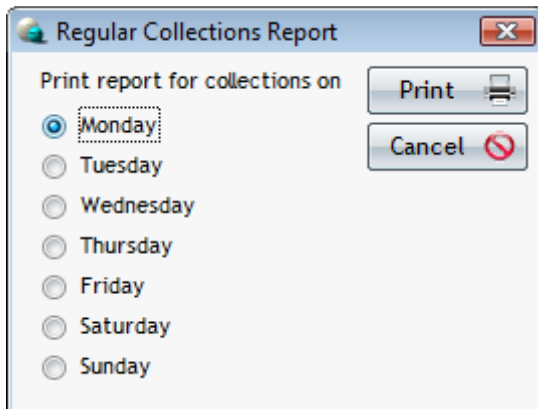 Regular Collections Report
Print report for collections on
Print
Monday
Cancel
Tuesday
Wednesday
Thursday
Friday
Saturday
Sunday